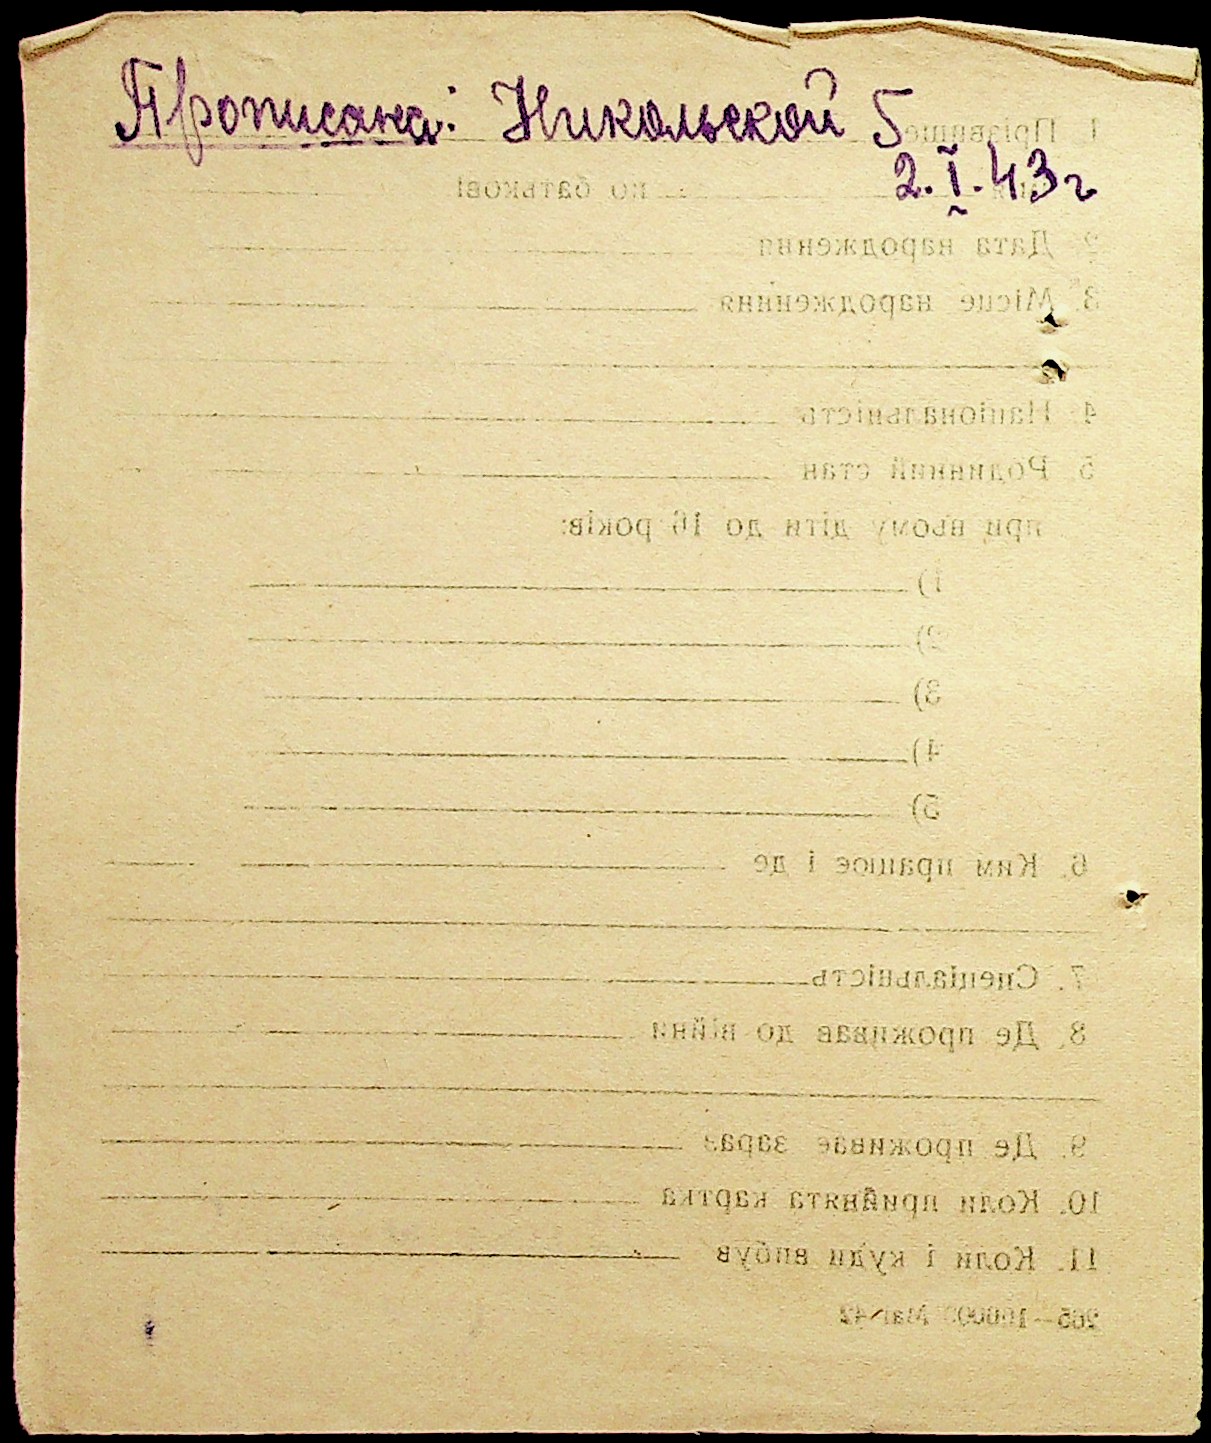 Прописана: Никольской 5
2.I.43 г
1 Прізвище
по батькові
2. Дата народження
3. Місце народження
4. Національність
5. Родинний стан
при ньому діти до 16 років:
1)
2)
3)
4)
5)
6. Ким працює і де
7. Спеціальність
8. Де проживав до війни
9. Де проживає зараз
10. Коли прийнята картка
11. Коли і куди вибув